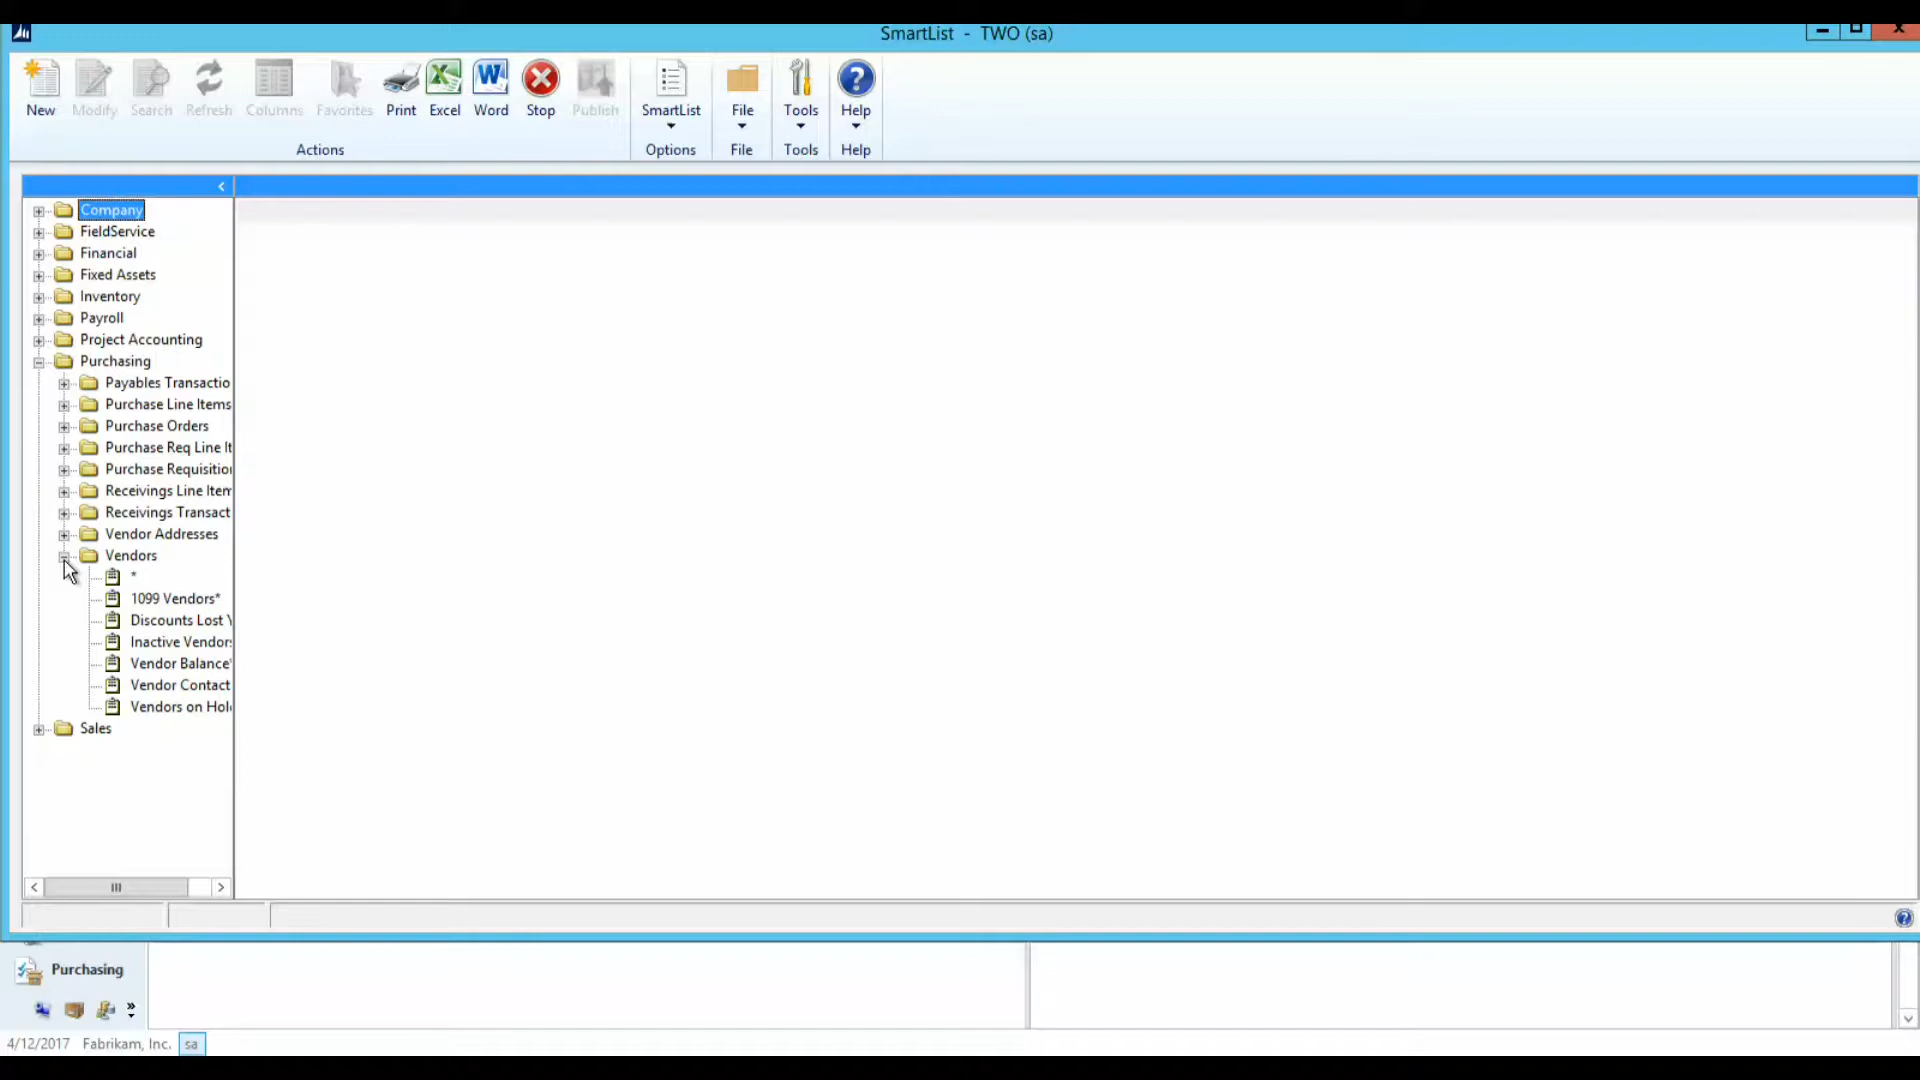 SmartList - TWO (sa)
New Modify Search Refresh Columns Favorites Print Excel Word Stop Publish SmartList File Tools Help
Actions Options File Tools Help
Company
FieldService
Financial
Fixed Assets
Inventory
Payroll
Project Accounting
Purchasing
Payables Transactio
Purchase Line Items
Purchase Orders
Purchase Req Line It
Purchase Requisition
Receivings Line Item
Receivings Transact
Vendor Addresses
Vendors
*
1099 Vendors*
Discounts Lost Y
Inactive Vendors
Vendor Balance*
Vendor Contact
Vendors on Hol
Sales
Purchasing
4/12/2017 Fabrikam, Inc. sa